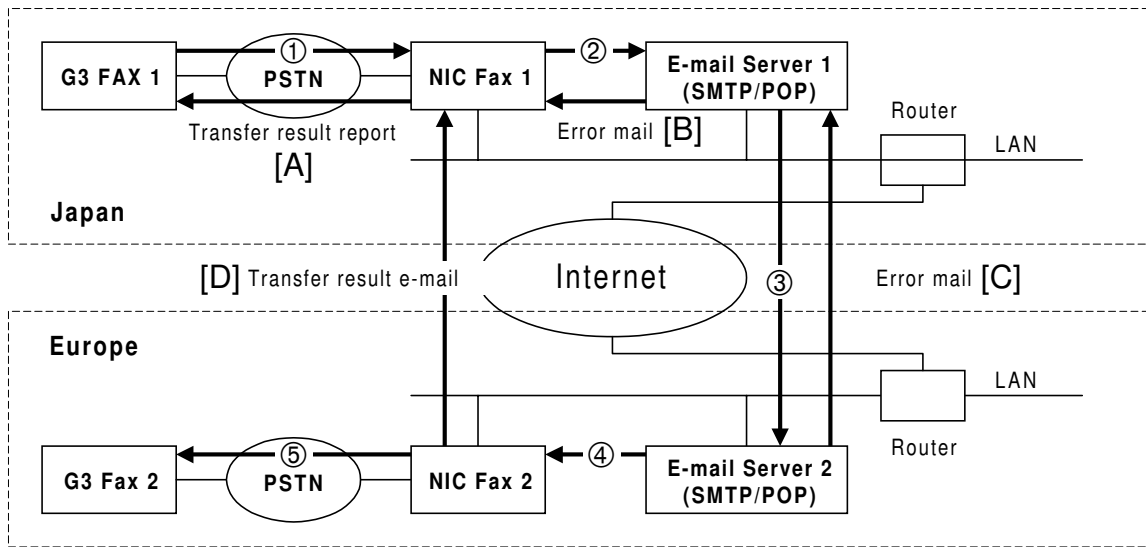 ①
②
G3 FAX 1
PSTN
NIC Fax 1
E-mail Server 1
(SMTP/POP)
Router
Transfer result report
[A]
Error mail [B]
LAN
Japan
[D] Transfer result e-mail
Internet
③
Error mail [C]
Europe
LAN
Router
⑤
④
G3 Fax 2
PSTN
NIC Fax 2
E-mail Server 2
(SMTP/POP)